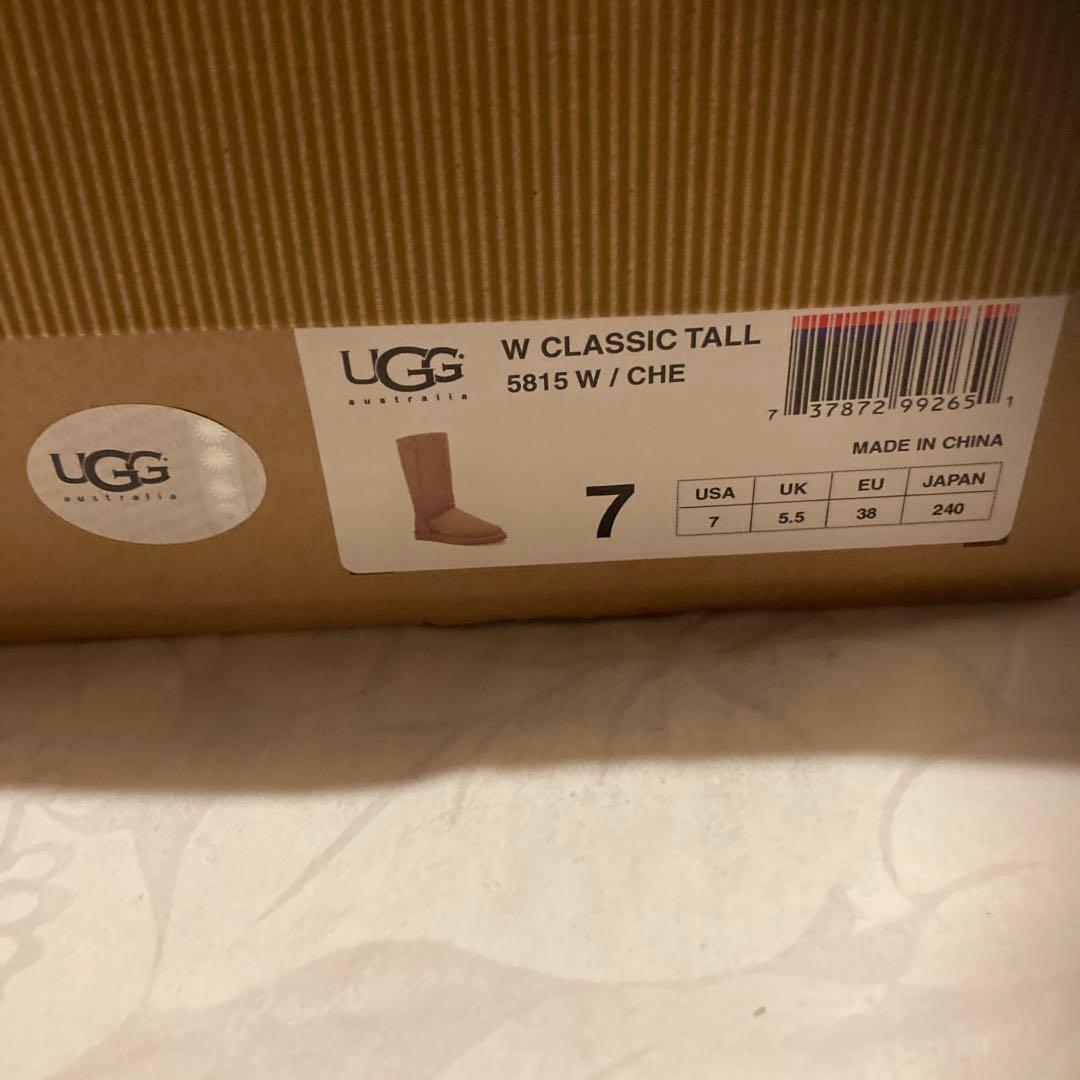 UGG
australia
UGG
australia
W CLASSIC TALL
5815 W / CHE
7 37872 99265 1
MADE IN CHINA
7
USA UK EU JAPAN
7 5.5 38 240